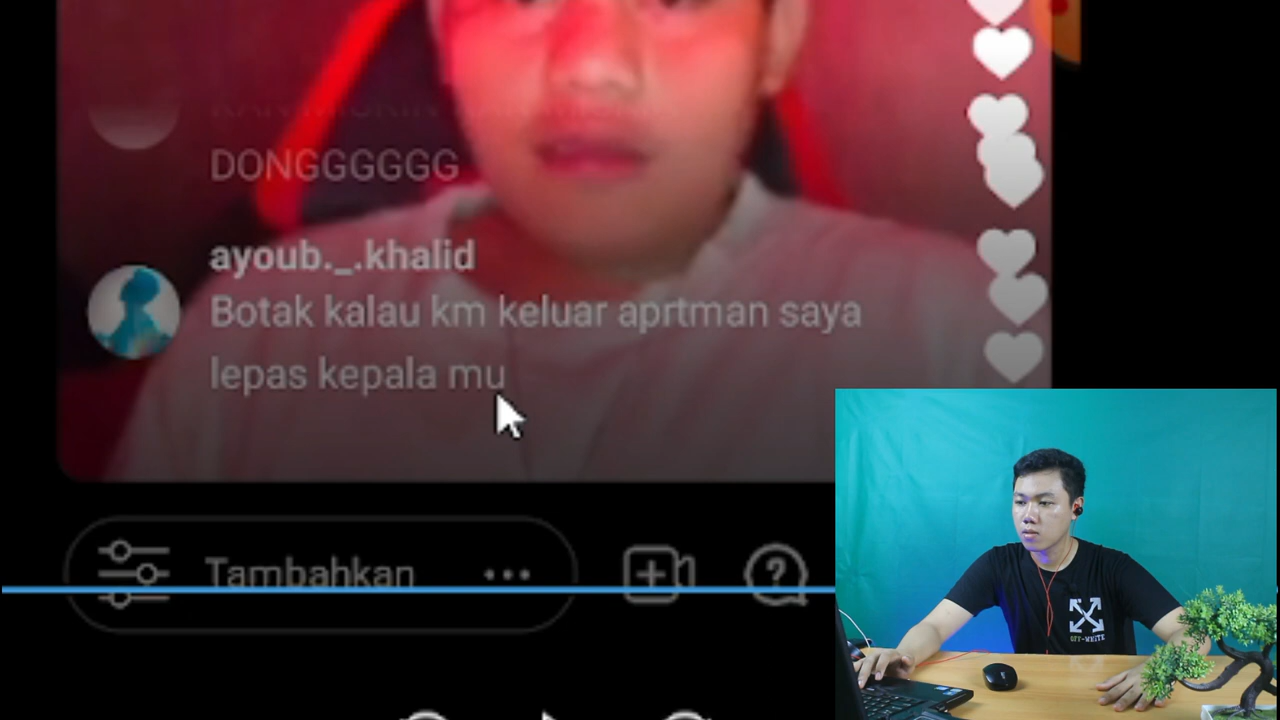 DONGGGGGG
ayoub._.khalid
Botak kalau km keluar aprtman saya
lepas kepala mu
Tambahkan
OFF-WHITE